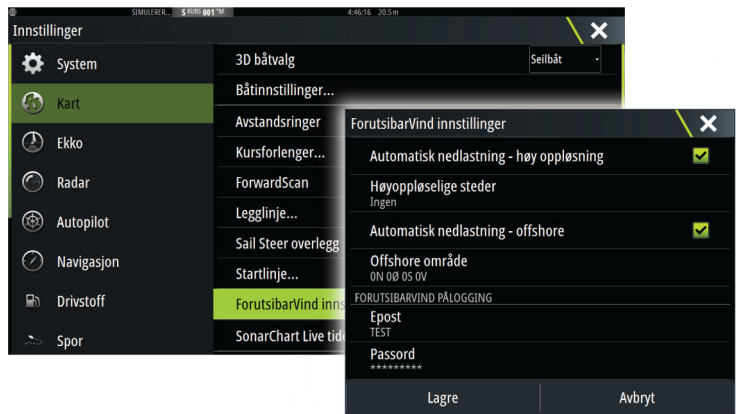 SIMULERER... S KURS 001 °M 4:46:16 20.5 m
Innstillinger
System
Kart
Ekko
Radar
Autopilot
Navigasjon
Drivstoff
Spor
3D båtvalg
Seilbåt
Båtinnstillinger...
Avstandsringer
Kursforlenger...
ForwardScan
Legglinje...
Sail Steer overlegg
Startlinje...
ForutsibarVind inns
SonarChart Live tid
ForutsibarVind innstillinger
Automatisk nedlastning - høy oppløsning
Høyoppløselige steder
Ingen
Automatisk nedlastning - offshore
Offshore område
0N 0Ø 0S 0V
FORUTSIBARVIND PÅLOGGING
Epost
TEST
Passord
*********
Lagre
Avbryt